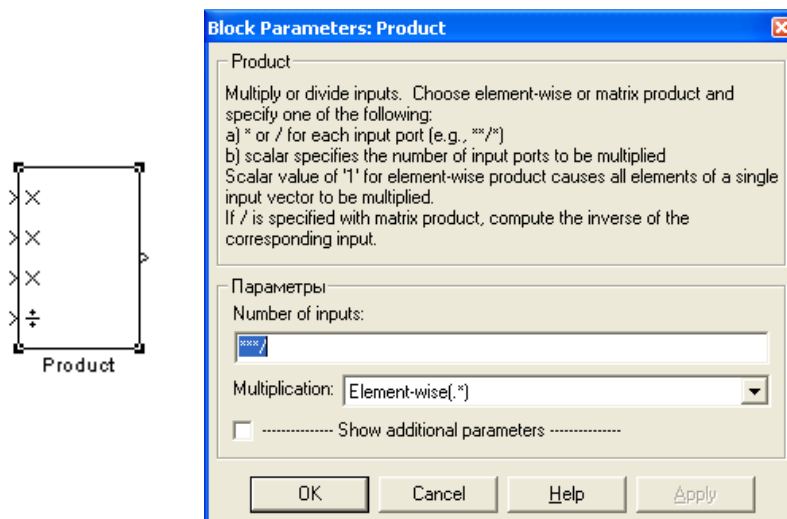 Block Parameters: Product
Product
Multiply or divide inputs. Choose element-wise or matrix product and
specify one of the following:
a) * or / for each input port (e.g., **/*)
b) scalar specifies the number of input ports to be multiplied
Scalar value of '1' for element-wise product causes all elements of a single
input vector to be multiplied.
If / is specified with matrix product, compute the inverse of the
corresponding input.
Параметры
Number of inputs:
***/
Multiplication: Element-wise(.*)
-------------- Show additional parameters --------------
OK Cancel Help Apply
×
×
×
÷
Product